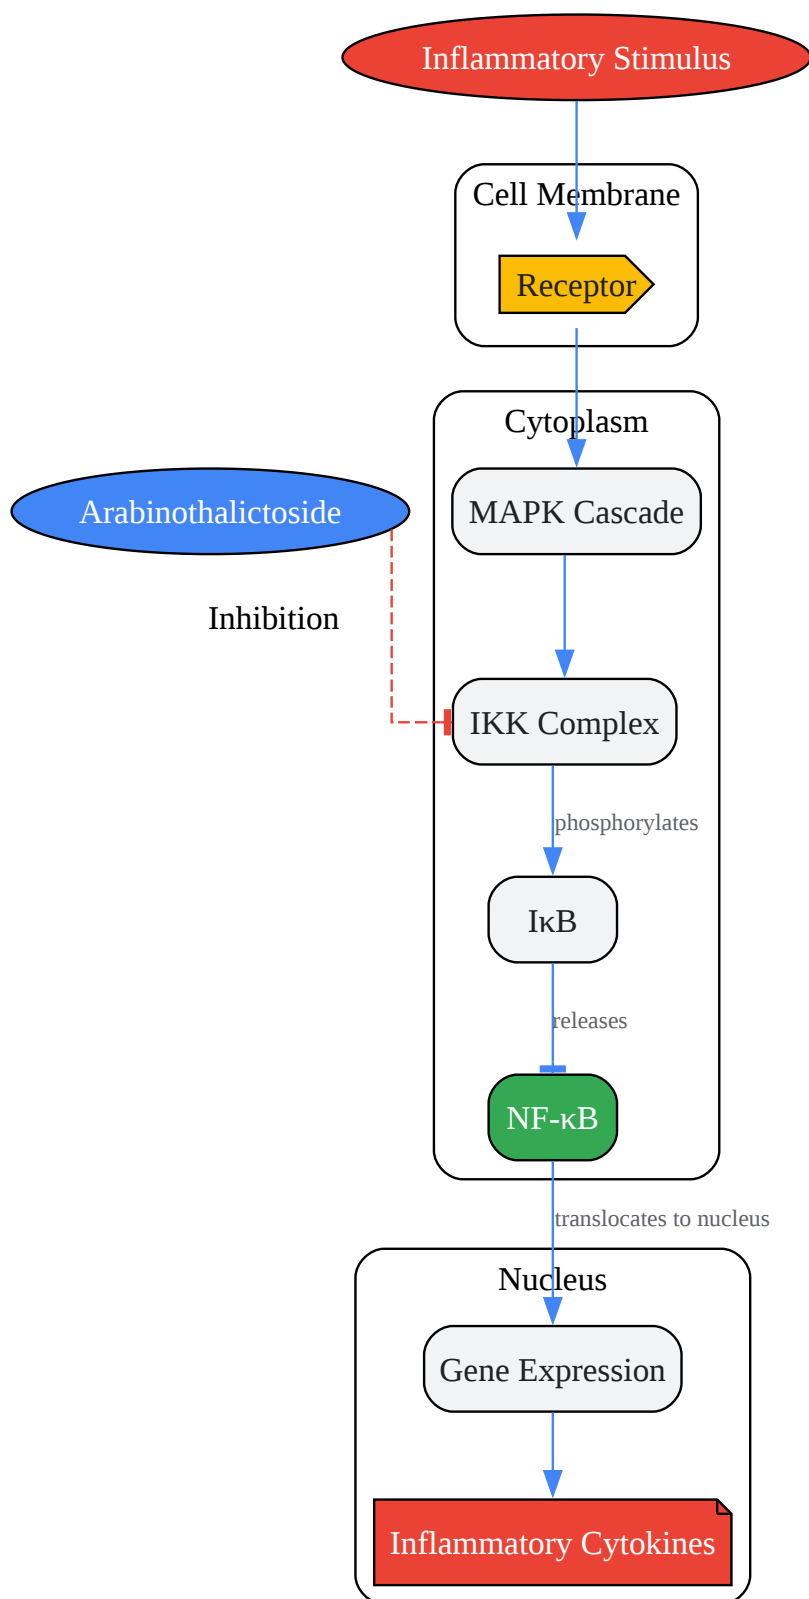 Inflammatory Stimulus
Cell Membrane
Receptor
Cytoplasm
MAPK Cascade
Arabinothalictoside
Inhibition
IKK Complex
phosphorylates
IκB
releases
NF-κB
translocates to nucleus
Nucleus
Gene Expression
Inflammatory Cytokines